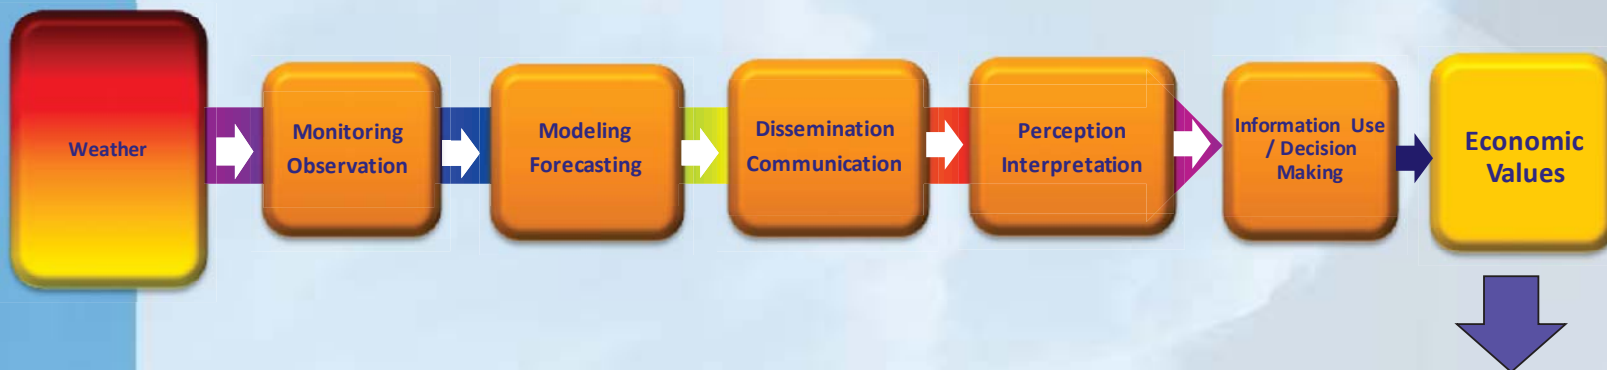 Weather
Monitoring
Observation
Modeling
Forecasting
Dissemination
Communication
Perception
Interpretation
Information Use
/ Decision
Making
Economic
Values